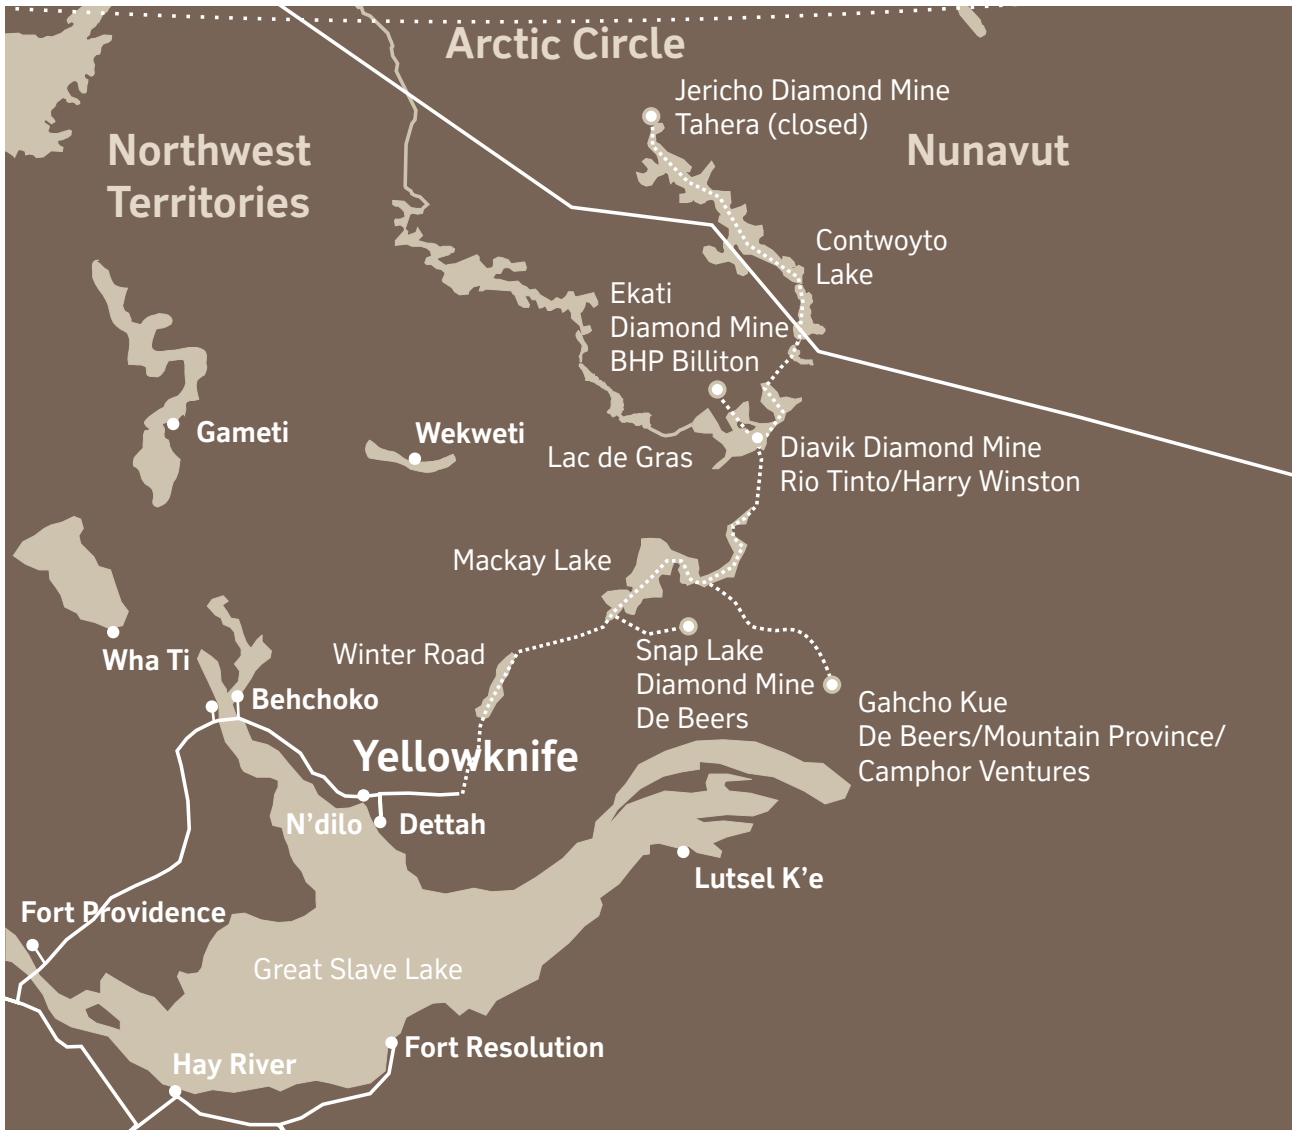 Arctic Circle
Jericho Diamond Mine
Tahera (closed)
Northwest
Territories
Nunavut
Contwoyto
Lake
Ekati
Diamond Mine
BHP Billiton
Gameti
Wekweti
Lac de Gras
Diavik Diamond Mine
Rio Tinto/Harry Winston
Mackay Lake
Wha Ti
Winter Road
Snap Lake
Diamond Mine
De Beers
Behchoko
Gahcho Kue
De Beers/Mountain Province/
Camphor Ventures
Yellowknife
N’dilo
Dettah
Lutsel K’e
Fort Providence
Great Slave Lake
Fort Resolution
Hay River